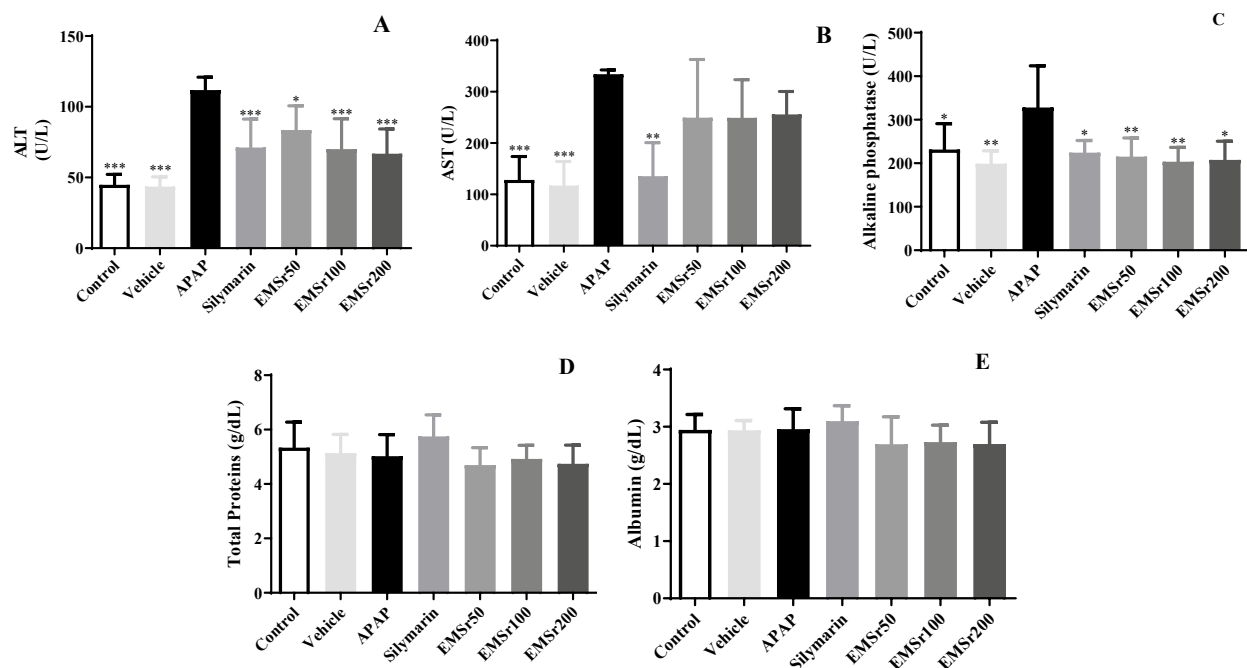 A
ALT
(U/L)
150
100
50
0
***
***
***
*
***
***
Control
Vehicle
APAP
Silymarin
EMSr50
EMSr100
EMSr200
B
AST (U/L)
400
300
200
100
0
***
***
**
Control
Vehicle
APAP
Silymarin
EMSr50
EMSr100
EMSr200
C
Alkaline phosphatase (U/L)
500
400
300
200
100
0
*
**
*
**
**
*
Control
Vehicle
APAP
Silymarin
EMSr50
EMSr100
EMSr200
D
Total Proteins (g/dL)
8
6
4
2
0
Control
Vehicle
APAP
Silymarin
EMSr50
EMSr100
EMSr200
E
Albumin (g/dL)
4
3
2
1
0
Control
Vehicle
APAP
Silymarin
EMSr50
EMSr100
EMSr200